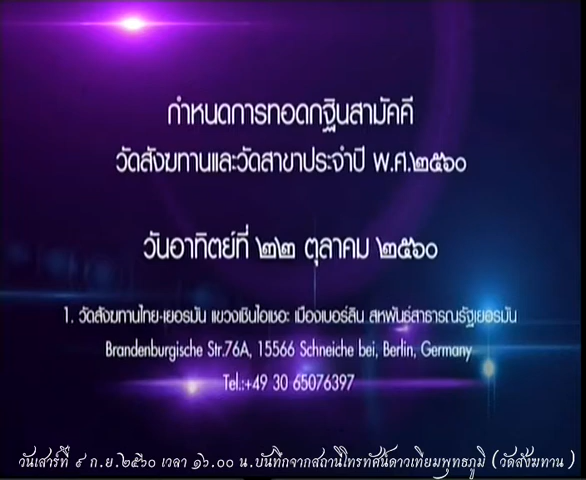 กำหนดการทอดกฐินสามัคคี
วัดสังฆทานและวัดสาขาประจำปี พ.ศ.๒๕๖๐
วันอาทิตย์ที่ ๒๒ ตุลาคม ๒๕๖๐
1. วัดสังฆทานไทย-เยอรมัน แขวงเชินไอเชอะ เมืองเบอร์ลิน สหพันธ์สาธารณรัฐเยอรมัน
Brandenburgische Str.76A, 15566 Schneiche bei, Berlin, Germany
Tel.:+49 30 65076397
วันเสาร์ที่ ๙ ก.ย.๒๕๖๐ เวลา ๑๖.๐๐ น.บันทึกจากสถานีโทรทัศน์ดาวเทียมพุทธภูมิ (วัดสังฆทาน)